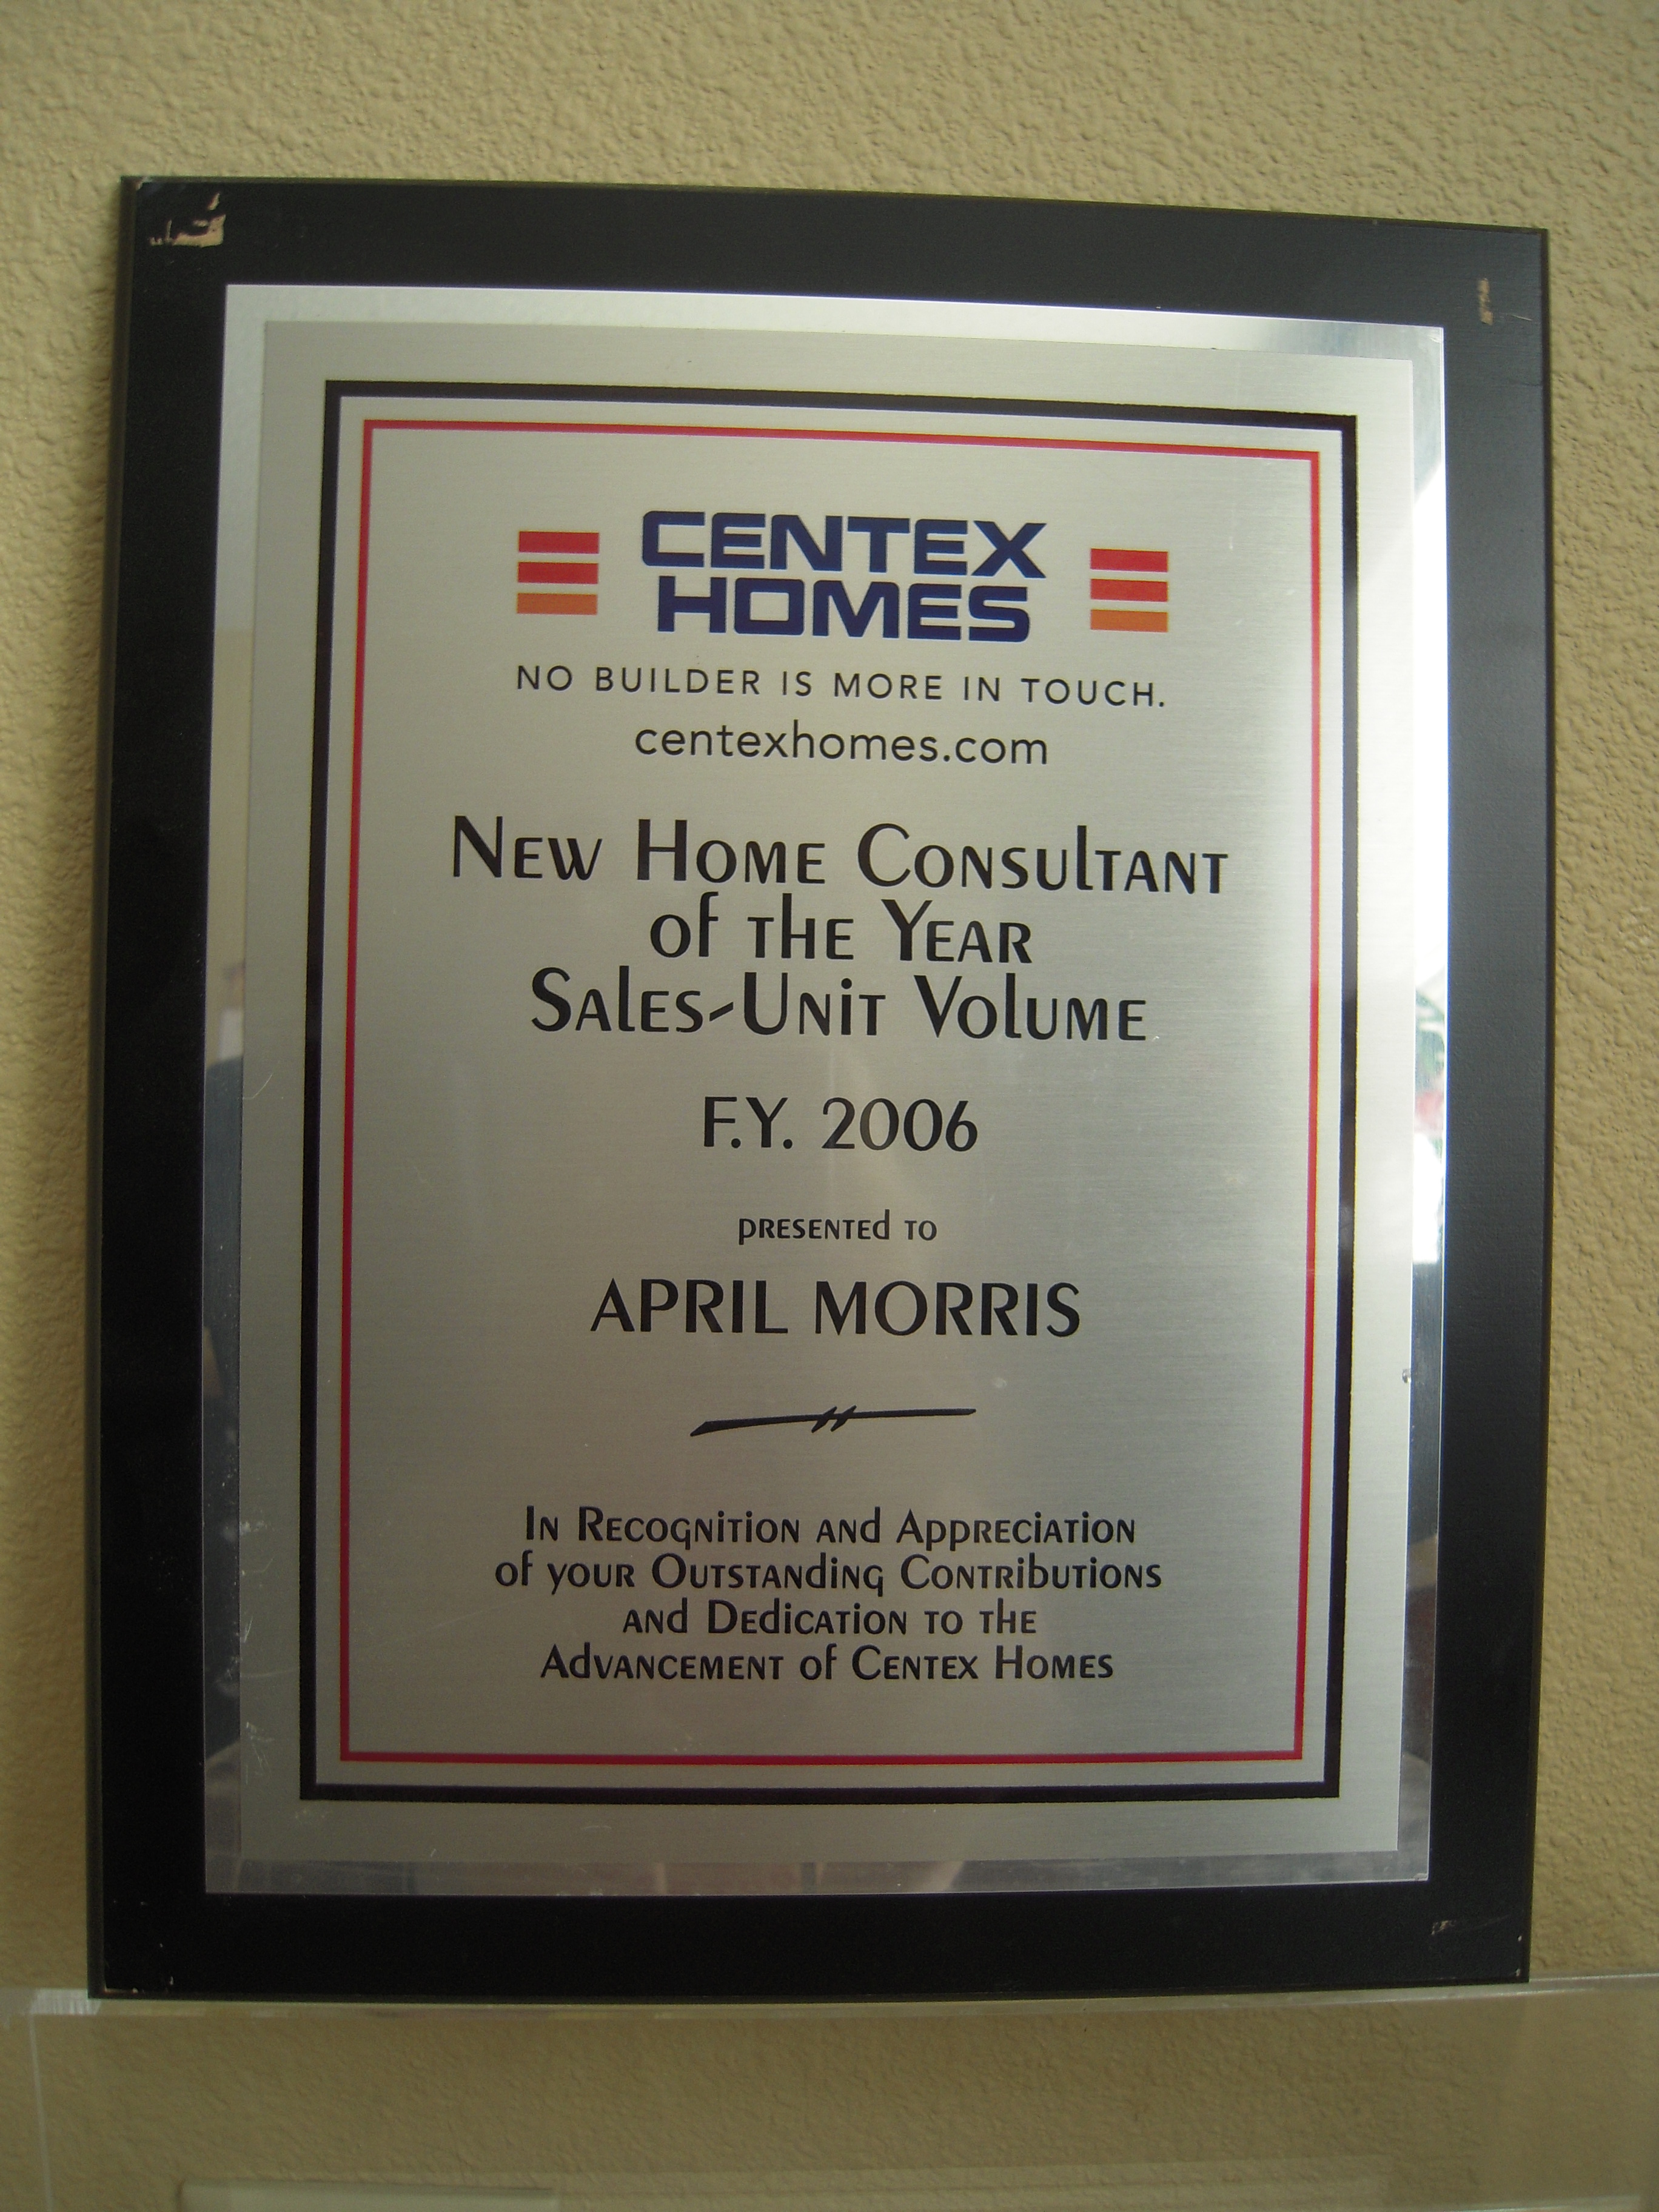 CENTEX
HOMES
NO BUILDER IS MORE IN TOUCH.
centexhomes.com
New Home Consultant
of the Year
Sales-Unit Volume
F.Y. 2006
presented to
APRIL MORRIS
In Recognition and Appreciation
of your Outstanding Contributions
and Dedication to the
Advancement of Centex Homes